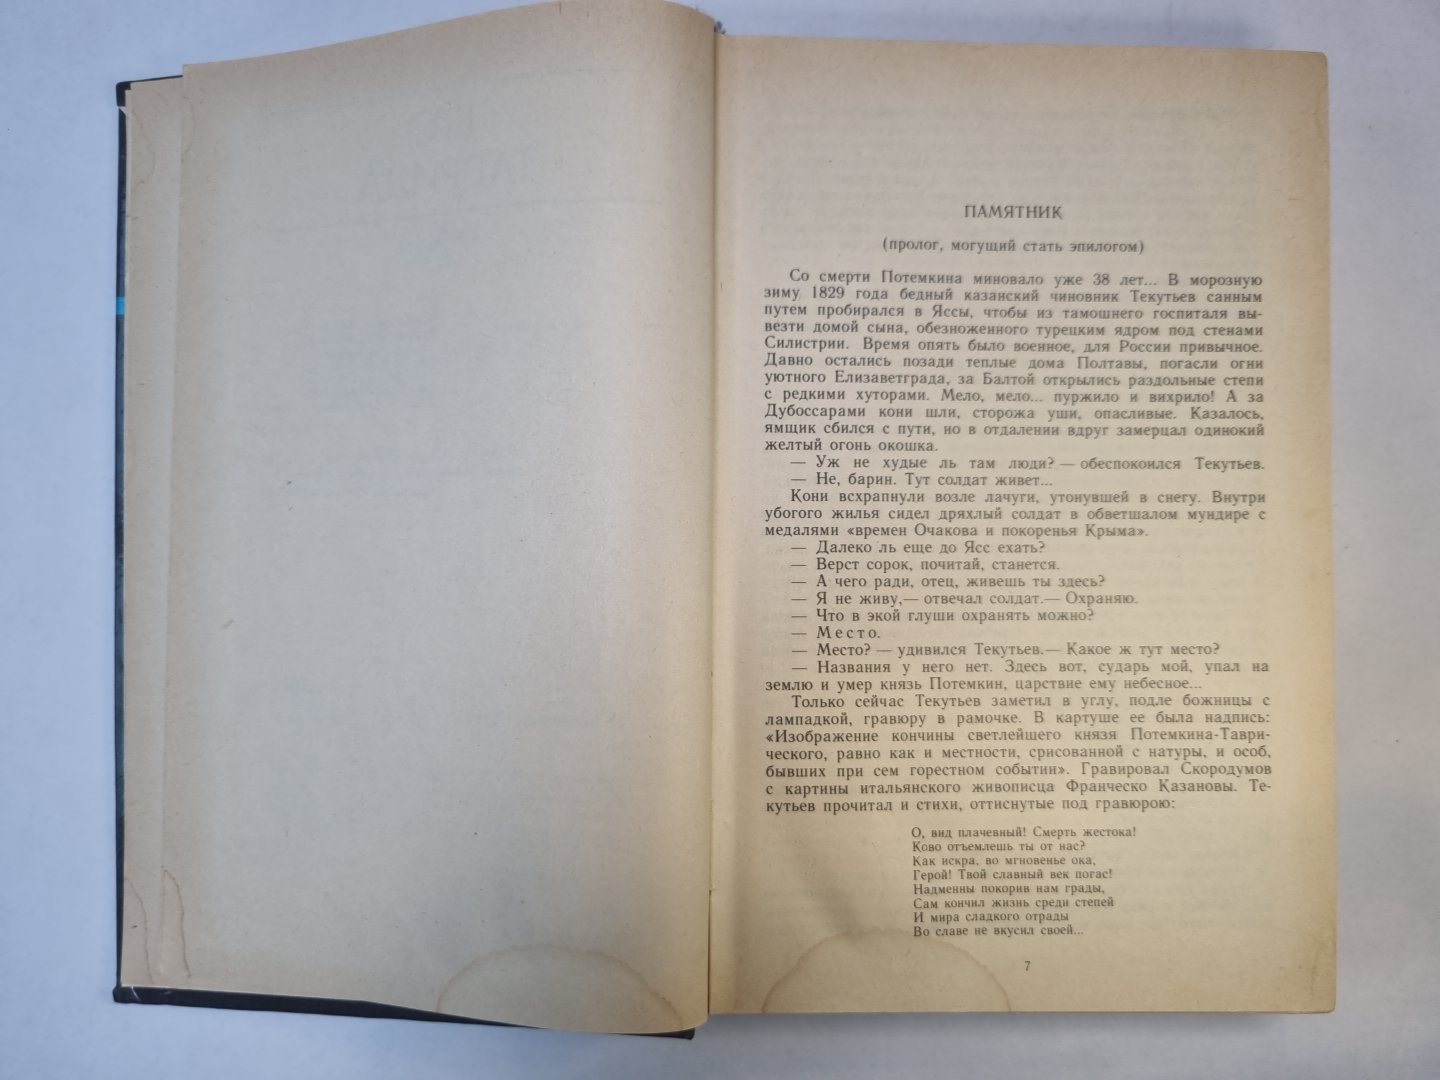 ПАМЯТНИК
(пролог, могущий стать эпилогом)
Со смерти Потемкина миновало уже 38 лет... В морозную
зиму 1829 года бедный казанский чиновник Текутьев санным
путем пробирался в Яссы, чтобы из тамошнего госпиталя вы-
везти домой сына, обезноженного турецким ядром под стенами
Силистрии. Время опять было военное, для России привычное.
Давно остались позади теплые дома Полтавы, погасли огни
уютного Елизаветграда, за Балтой открылись раздольные степи
с редкими хуторами. Мело, мело... пуржило и вихрило! А за
Дубоссарами кони шли, сторожа уши, опасливые. Казалось,
ямщик сбился с пути, но в отдалении вдруг замерцал одинокий
желтый огонь окошка.
— Уж не худые ль там люди? — обеспокоился Текутьев.
— Не, барин. Тут солдат живет...
Кони всхрапнули возле лачуги, утонувшей в снегу. Внутри
убогого жилья сидел дряхлый солдат в обветшалом мундире с
медалями «времен Очакова и покоренья Крыма».
— Далеко ль еще до Ясс ехать?
— Верст сорок, почитай, станется.
— А чего ради, отец, живешь ты здесь?
— Я не живу,— отвечал солдат.— Охраняю.
— Что в экой глуши охранять можно?
— Место.
— Место? — удивился Текутьев.— Какое ж тут место?
— Названия у него нет. Здесь вот, сударь мой, упал на
землю и умер князь Потемкин, царствие ему небесное...
Только сейчас Текутьев заметил в углу, подле божницы с
лампадкой, гравюру в рамочке. В картуше ее была надпись:
«Изображение кончины светлейшего князя Потемкина-Таври-
ческого, равно как и местности, срисованной с натуры, и особ,
бывших при сем горестном событии». Гравировал Скородумов
с картины итальянского живописца Франческо Казановы. Те-
кутьев прочитал и стихи, оттиснутые под гравюрою:
О, вид плачевный! Смерть жестока!
Ково отъемлешь ты от нас?
Как искра, во мгновенье ока,
Герой! Твой славный век погас!
Надменны покорив нам грады,
Сам кончил жизнь среди степей
И мира сладкого отрады
Во славе не вкусил своей...
7